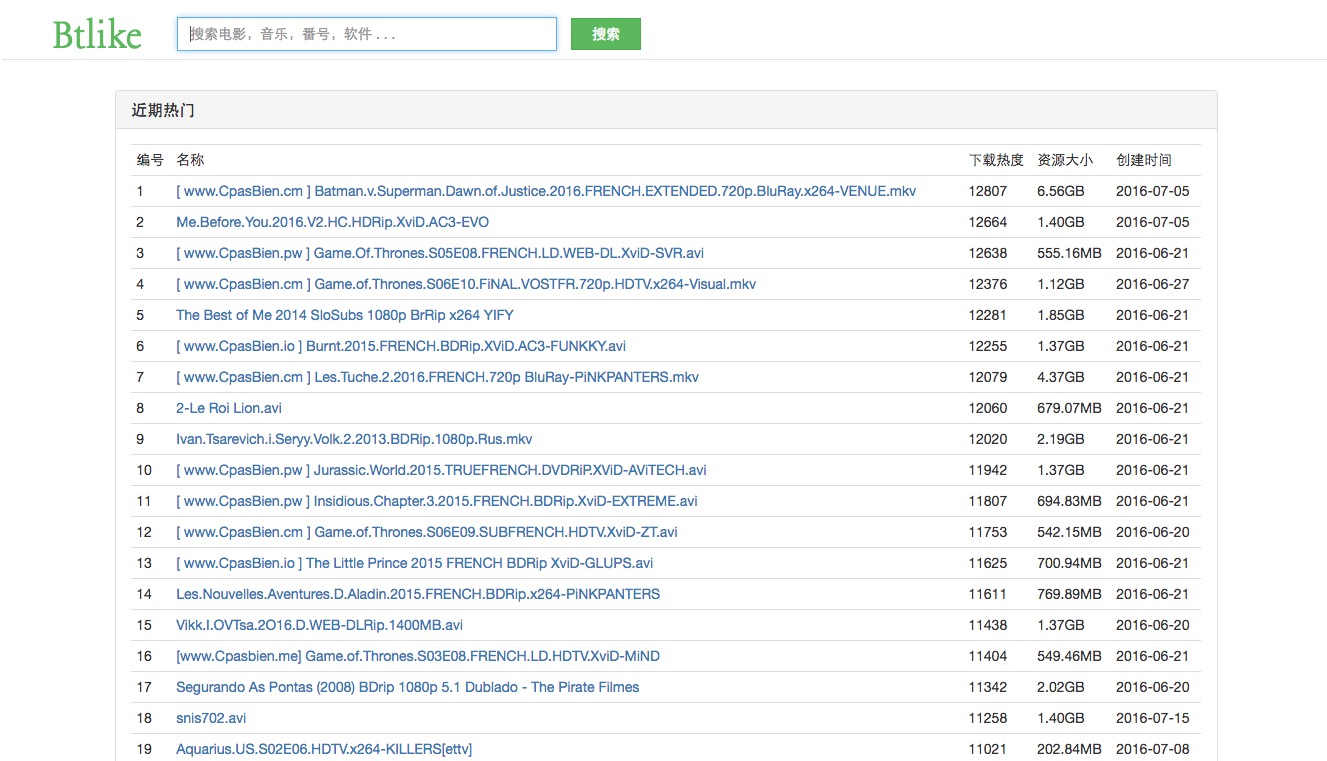 Btlike
搜索电影，音乐，番号，软件 . . .
搜索
近期热门
编号 名称 下载热度 资源大小 创建时间
1 [ www.CpasBien.cm ] Batman.v.Superman.Dawn.of.Justice.2016.FRENCH.EXTENDED.720p.BluRay.x264-VENUE.mkv 12807 6.56GB 2016-07-05
2 Me.Before.You.2016.V2.HC.HDRip.XviD.AC3-EVO 12664 1.40GB 2016-07-05
3 [ www.CpasBien.pw ] Game.Of.Thrones.S05E08.FRENCH.LD.WEB-DL.XviD-SVR.avi 12638 555.16MB 2016-06-21
4 [ www.CpasBien.cm ] Game.of.Thrones.S06E10.FiNAL.VOSTFR.720p.HDTV.x264-Visual.mkv 12376 1.12GB 2016-06-27
5 The Best of Me 2014 SloSubs 1080p BrRip x264 YIFY 12281 1.85GB 2016-06-21
6 [ www.CpasBien.io ] Burnt.2015.FRENCH.BDRip.XViD.AC3-FUNKKY.avi 12255 1.37GB 2016-06-21
7 [ www.CpasBien.cm ] Les.Tuche.2.2016.FRENCH.720p BluRay-PiNKPANTERS.mkv 12079 4.37GB 2016-06-21
8 2-Le Roi Lion.avi 12060 679.07MB 2016-06-21
9 Ivan.Tsarevich.i.Seryy.Volk.2.2013.BDRip.1080p.Rus.mkv 12020 2.19GB 2016-06-21
10 [ www.CpasBien.pw ] Jurassic.World.2015.TRUEFRENCH.DVDRiP.XViD-AViTECH.avi 11942 1.37GB 2016-06-21
11 [ www.CpasBien.pw ] Insidious.Chapter.3.2015.FRENCH.BDRip.XviD-EXTREME.avi 11807 694.83MB 2016-06-21
12 [ www.CpasBien.cm ] Game.of.Thrones.S06E09.SUBFRENCH.HDTV.XviD-ZT.avi 11753 542.15MB 2016-06-20
13 [ www.CpasBien.io ] The Little Prince 2015 FRENCH BDRip XviD-GLUPS.avi 11625 700.94MB 2016-06-21
14 Les.Nouvelles.Aventures.D.Aladin.2015.FRENCH.BDRip.x264-PiNKPANTERS 11611 769.89MB 2016-06-21
15 Vikk.I.OVTsa.2O16.D.WEB-DLRip.1400MB.avi 11438 1.37GB 2016-06-20
16 [www.Cpasbien.me] Game.of.Thrones.S03E08.FRENCH.LD.HDTV.XviD-MiND 11404 549.46MB 2016-06-21
17 Segurando As Pontas (2008) BDrip 1080p 5.1 Dublado - The Pirate Filmes 11342 2.02GB 2016-06-20
18 snis702.avi 11258 1.40GB 2016-07-15
19 Aquarius.US.S02E06.HDTV.x264-KILLERS[ettv] 11021 202.84MB 2016-07-08